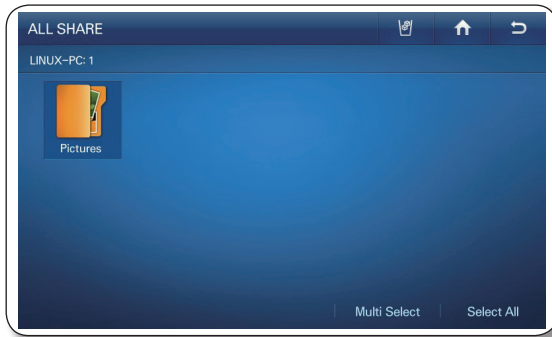 ALL SHARE
LINUX-PC: 1
Pictures
Multi Select
Select All